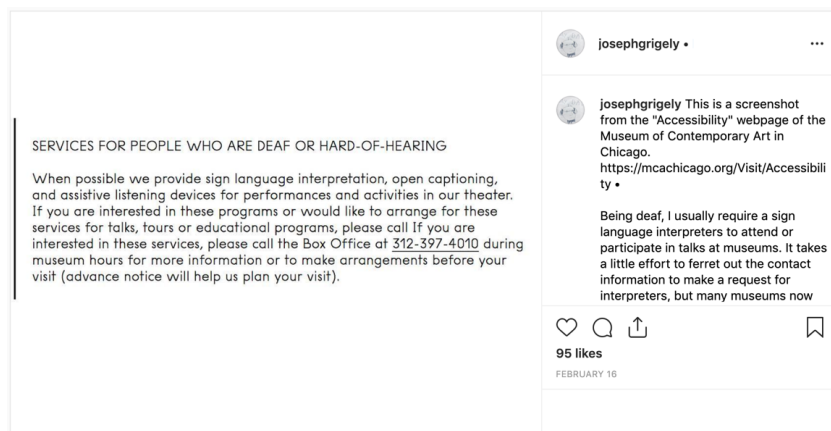 SERVICES FOR PEOPLE WHO ARE DEAF OR HARD-OF-HEARING
When possible we provide sign language interpretation, open captioning,
and assistive listening devices for performances and activities in our theater.
If you are interested in these programs or would like to arrange for these
services for talks, tours or educational programs, please call If you are
interested in these services, please call the Box Office at 312-397-4010 during
museum hours for more information or to make arrangements before your
visit (advance notice will help us plan your visit).
josephgrigely •
josephgrigely This is a screenshot
from the "Accessibility" webpage of the
Museum of Contemporary Art in
Chicago.
https://mcachicago.org/Visit/Accessibili
ty •
Being deaf, I usually require a sign
language interpreters to attend or
participate in talks at museums. It takes
a little effort to ferret out the contact
information to make a request for
interpreters, but many museums now
95 likes
FEBRUARY 16